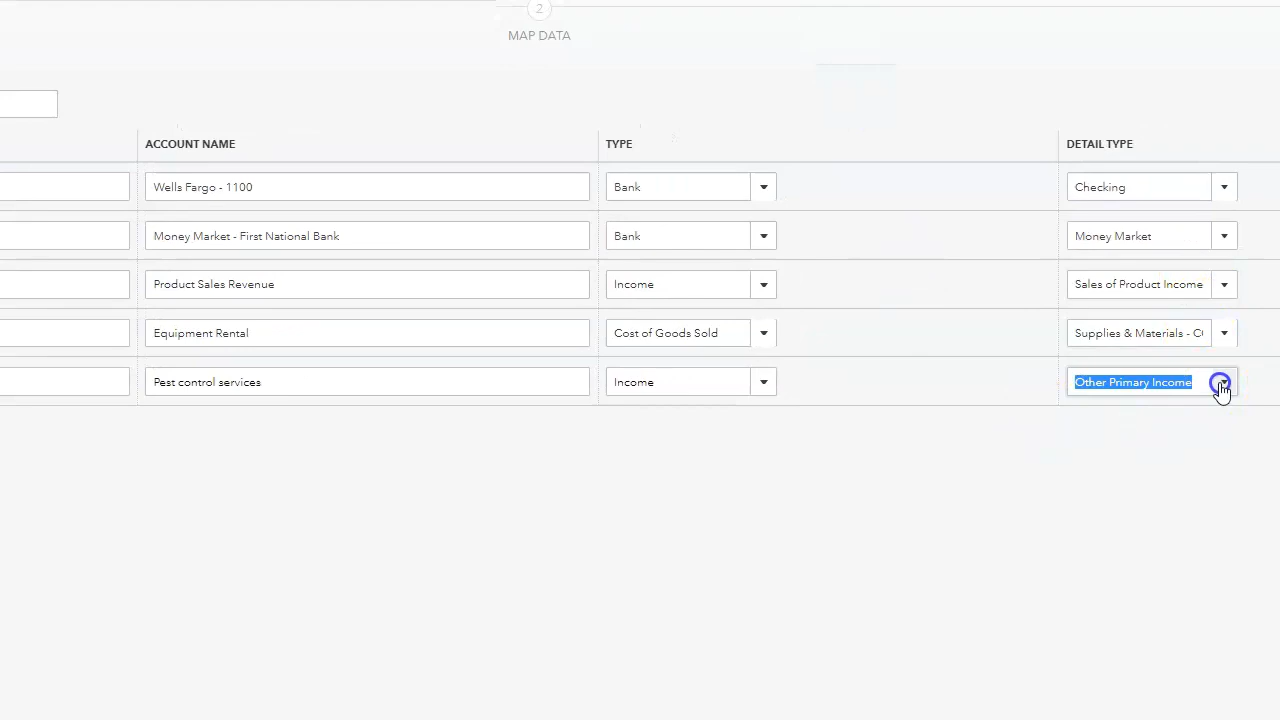 2
MAP DATA
ACCOUNT NAME TYPE DETAIL TYPE
Wells Fargo - 1100 Bank Checking
Money Market - First National Bank Bank Money Market
Product Sales Revenue Income Sales of Product Income
Equipment Rental Cost of Goods Sold Supplies & Materials - C
Pest control services Income Other Primary Income